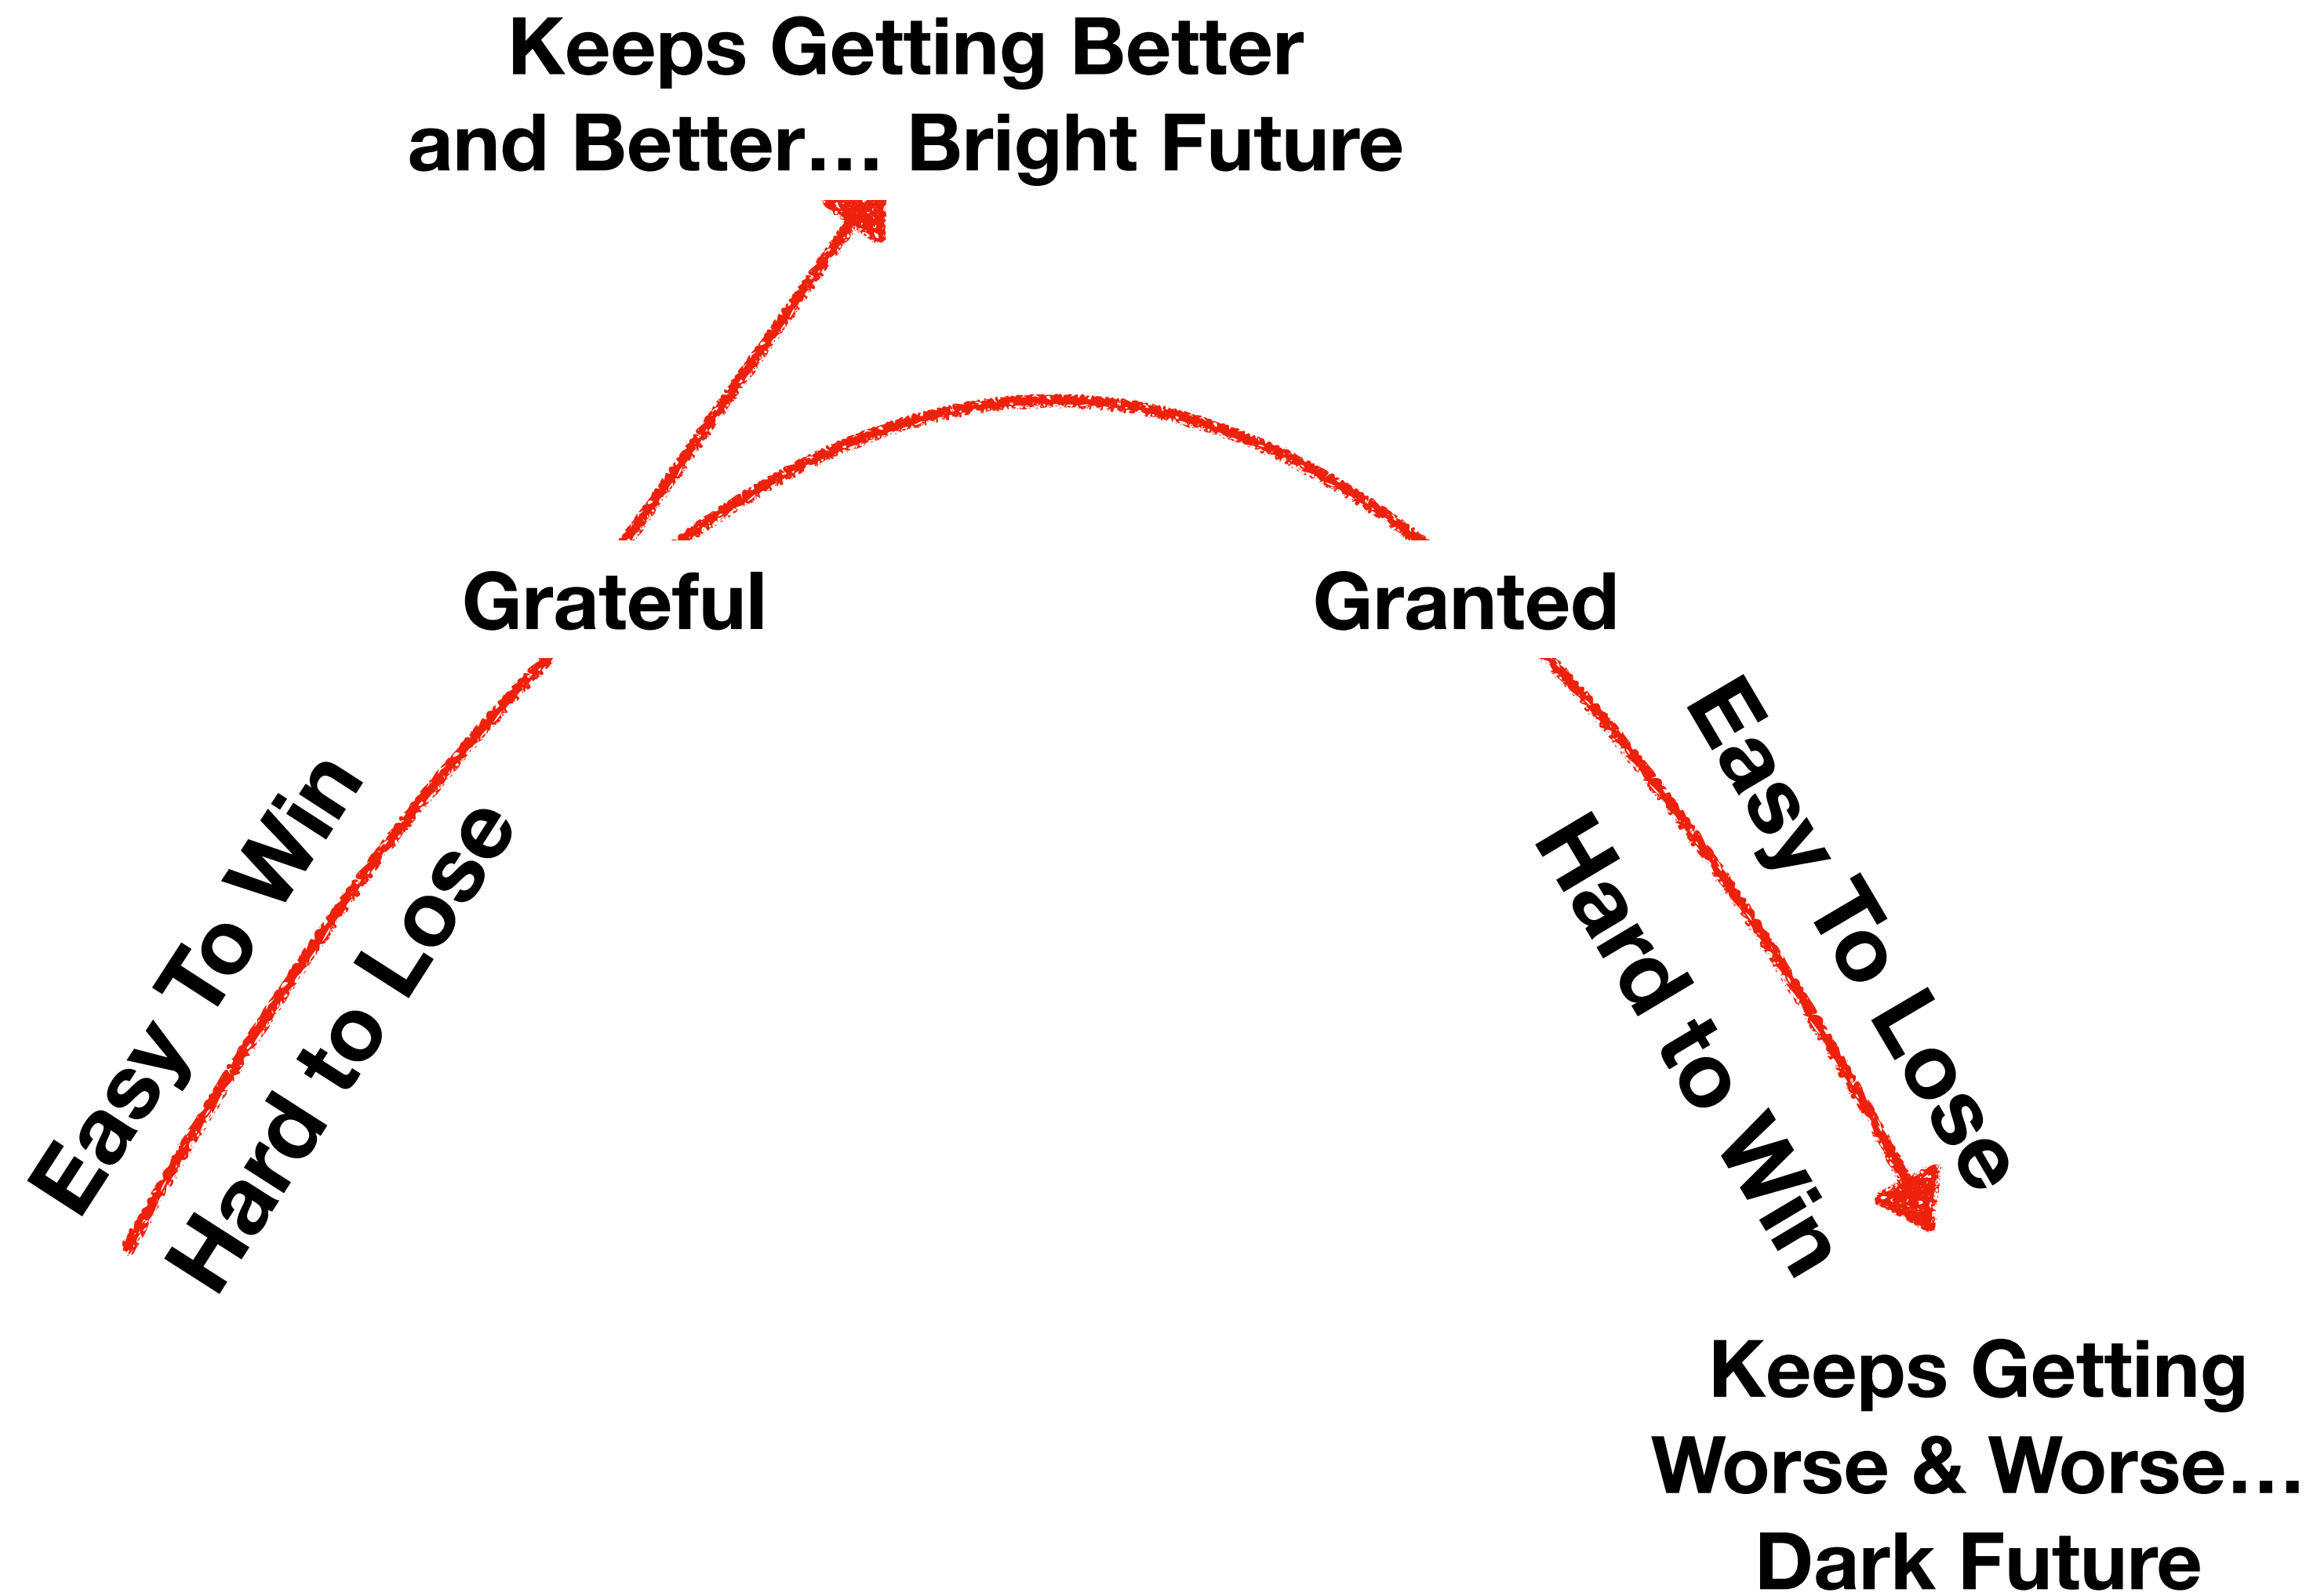 Keeps Getting Better
and Better... Bright Future
Grateful
Granted
Easy To Win
Hard to Lose
Easy To Lose
Hard to Win
Keeps Getting
Worse & Worse...
Dark Future